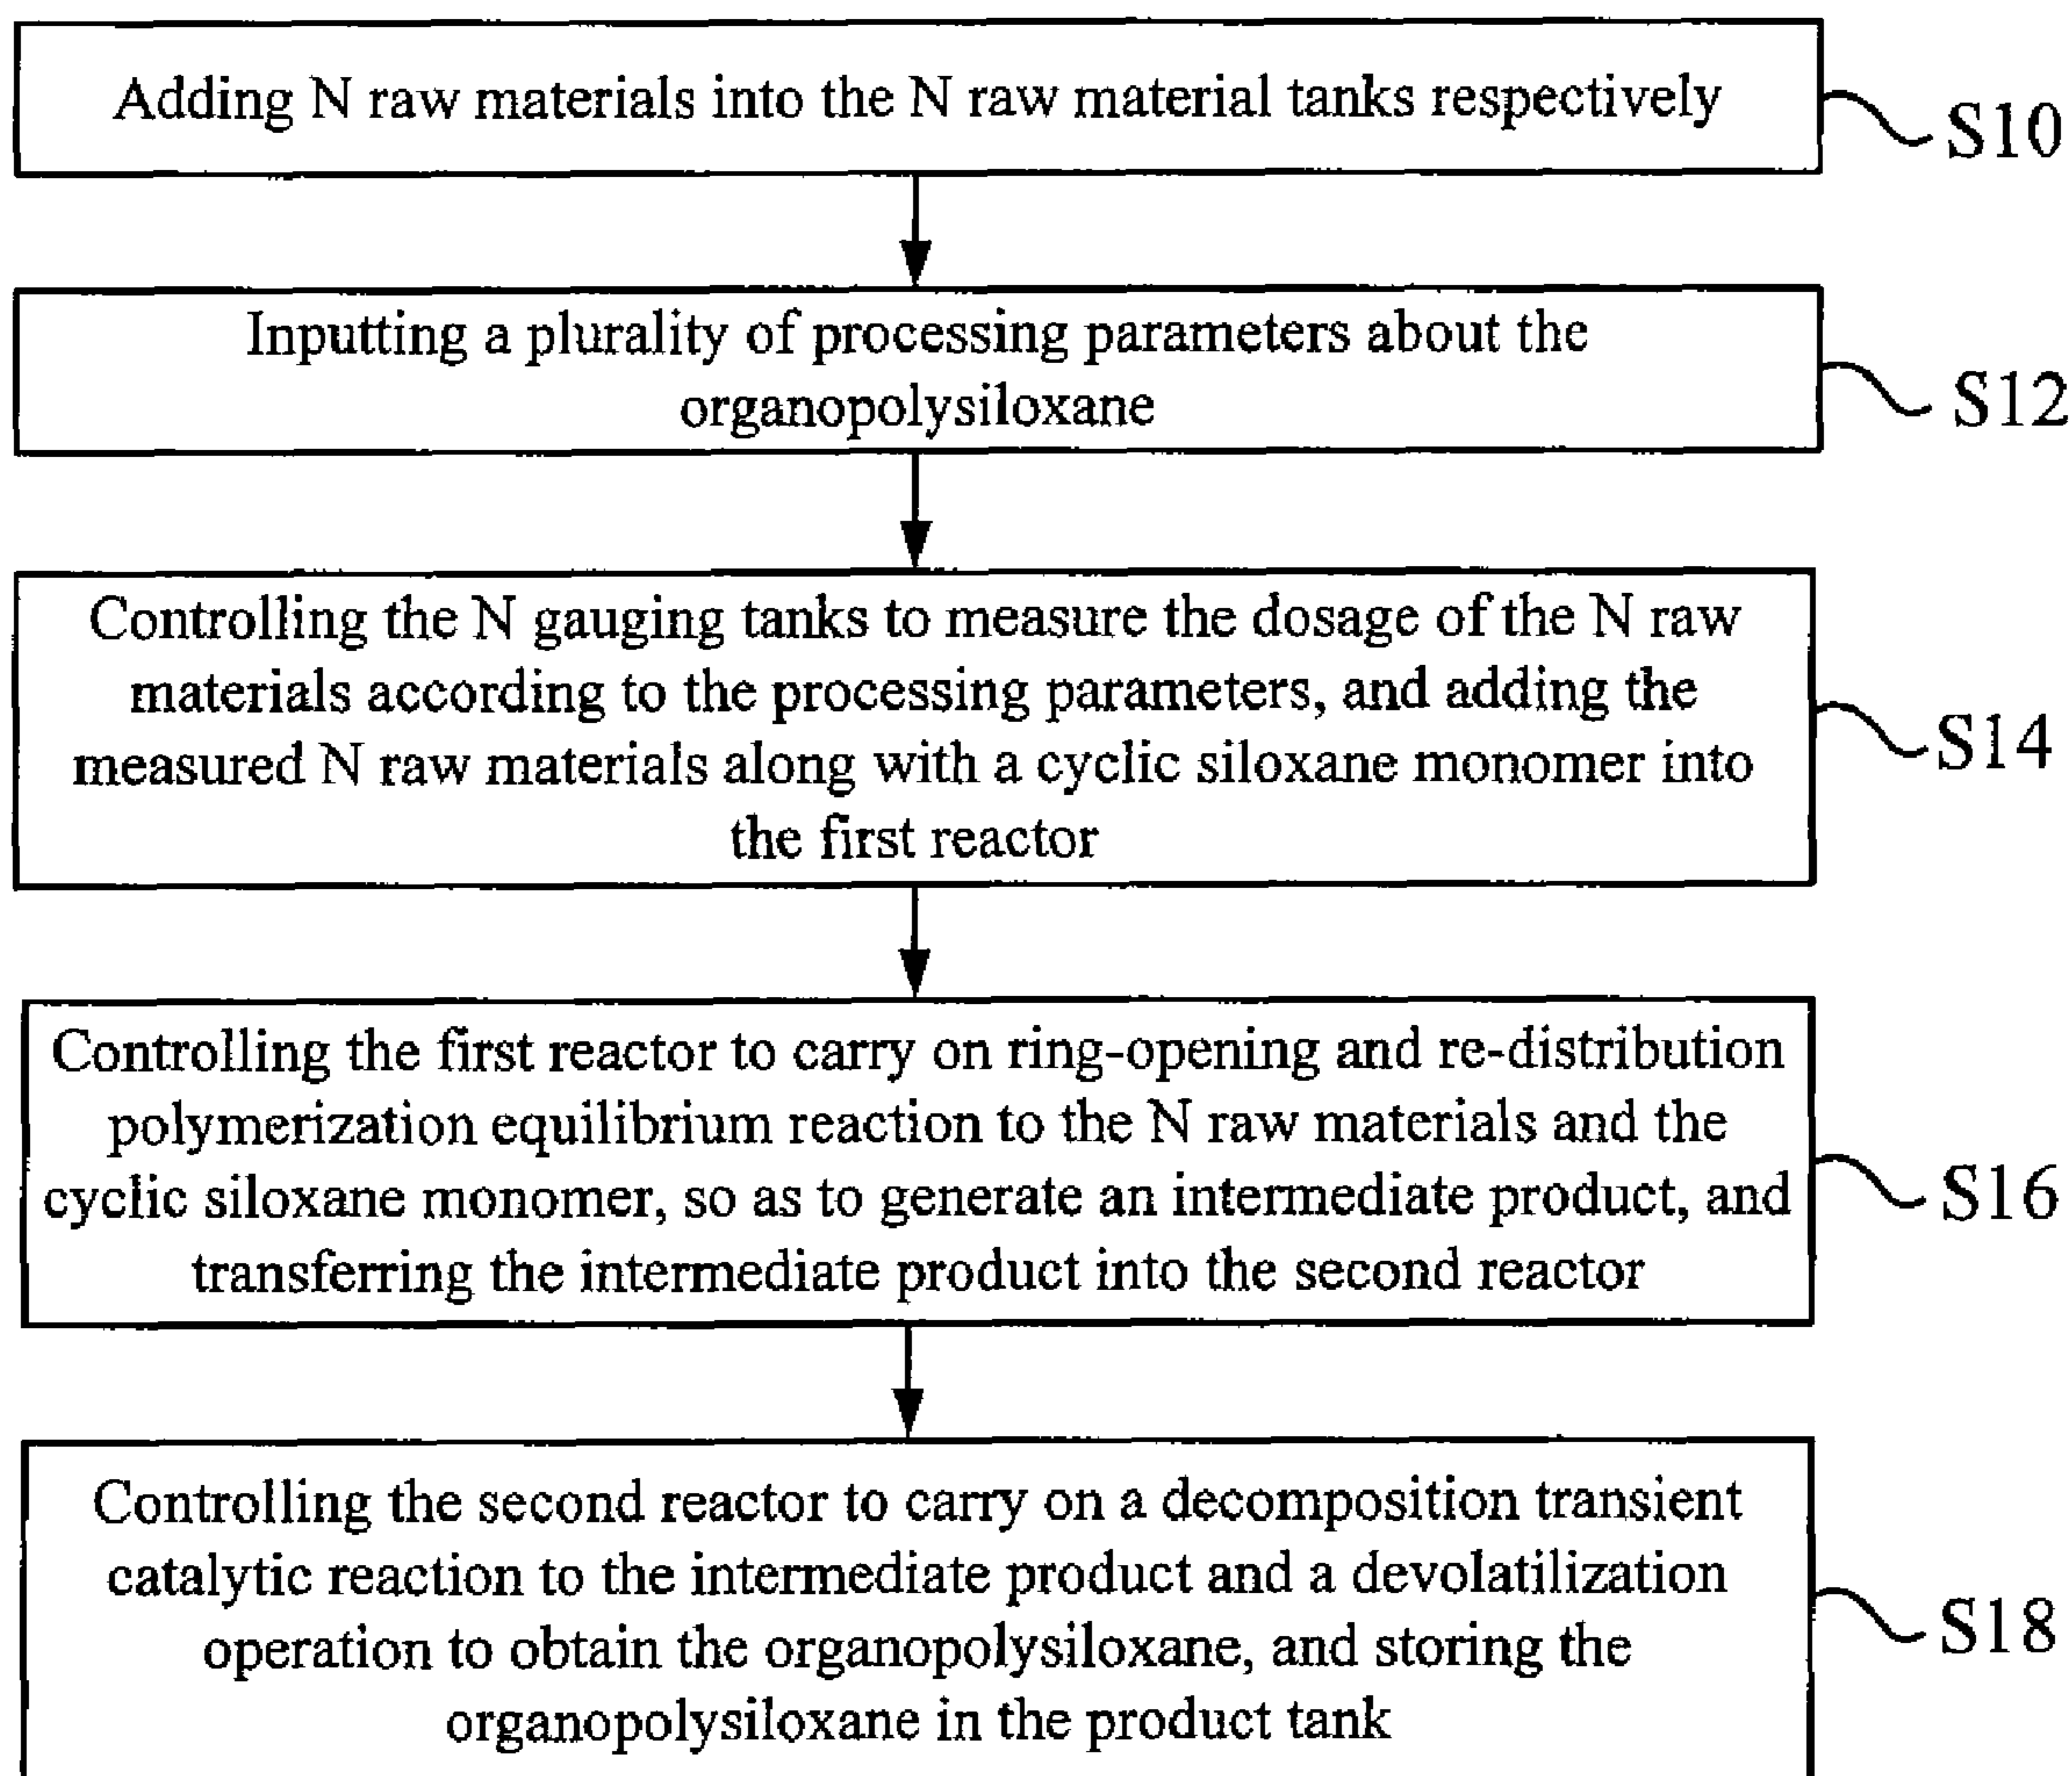 Adding N raw materials into the N raw material tanks respectively
S10
Inputting a plurality of processing parameters about the
organopolysiloxane
S12
Controlling the N gauging tanks to measure the dosage of the N raw
materials according to the processing parameters, and adding the
measured N raw materials along with a cyclic siloxane monomer into
the first reactor
S14
Controlling the first reactor to carry on ring-opening and re-distribution
polymerization equilibrium reaction to the N raw materials and the
cyclic siloxane monomer, so as to generate an intermediate product, and
transferring the intermediate product into the second reactor
S16
Controlling the second reactor to carry on a decomposition transient
catalytic reaction to the intermediate product and a devolatilization
operation to obtain the organopolysiloxane, and storing the
organopolysiloxane in the product tank
S18